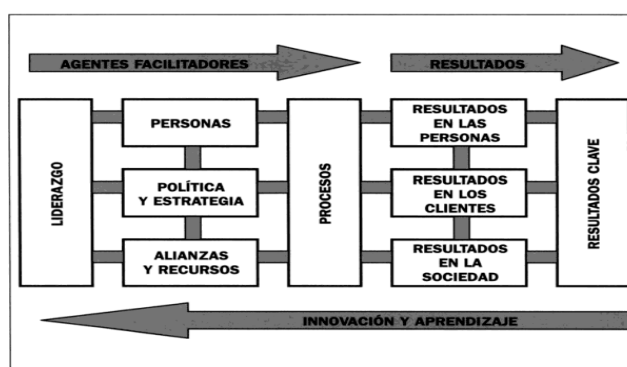 AGENTES FACILITADORES
RESULTADOS
LIDERAZGO
PERSONAS
POLÍTICA
Y ESTRATEGIA
ALIANZAS
Y RECURSOS
PROCESOS
RESULTADOS
EN LAS
PERSONAS
RESULTADOS
EN LOS
CLIENTES
RESULTADOS
EN LA
SOCIEDAD
RESULTADOS CLAVE
INNOVACIÓN Y APRENDIZAJE